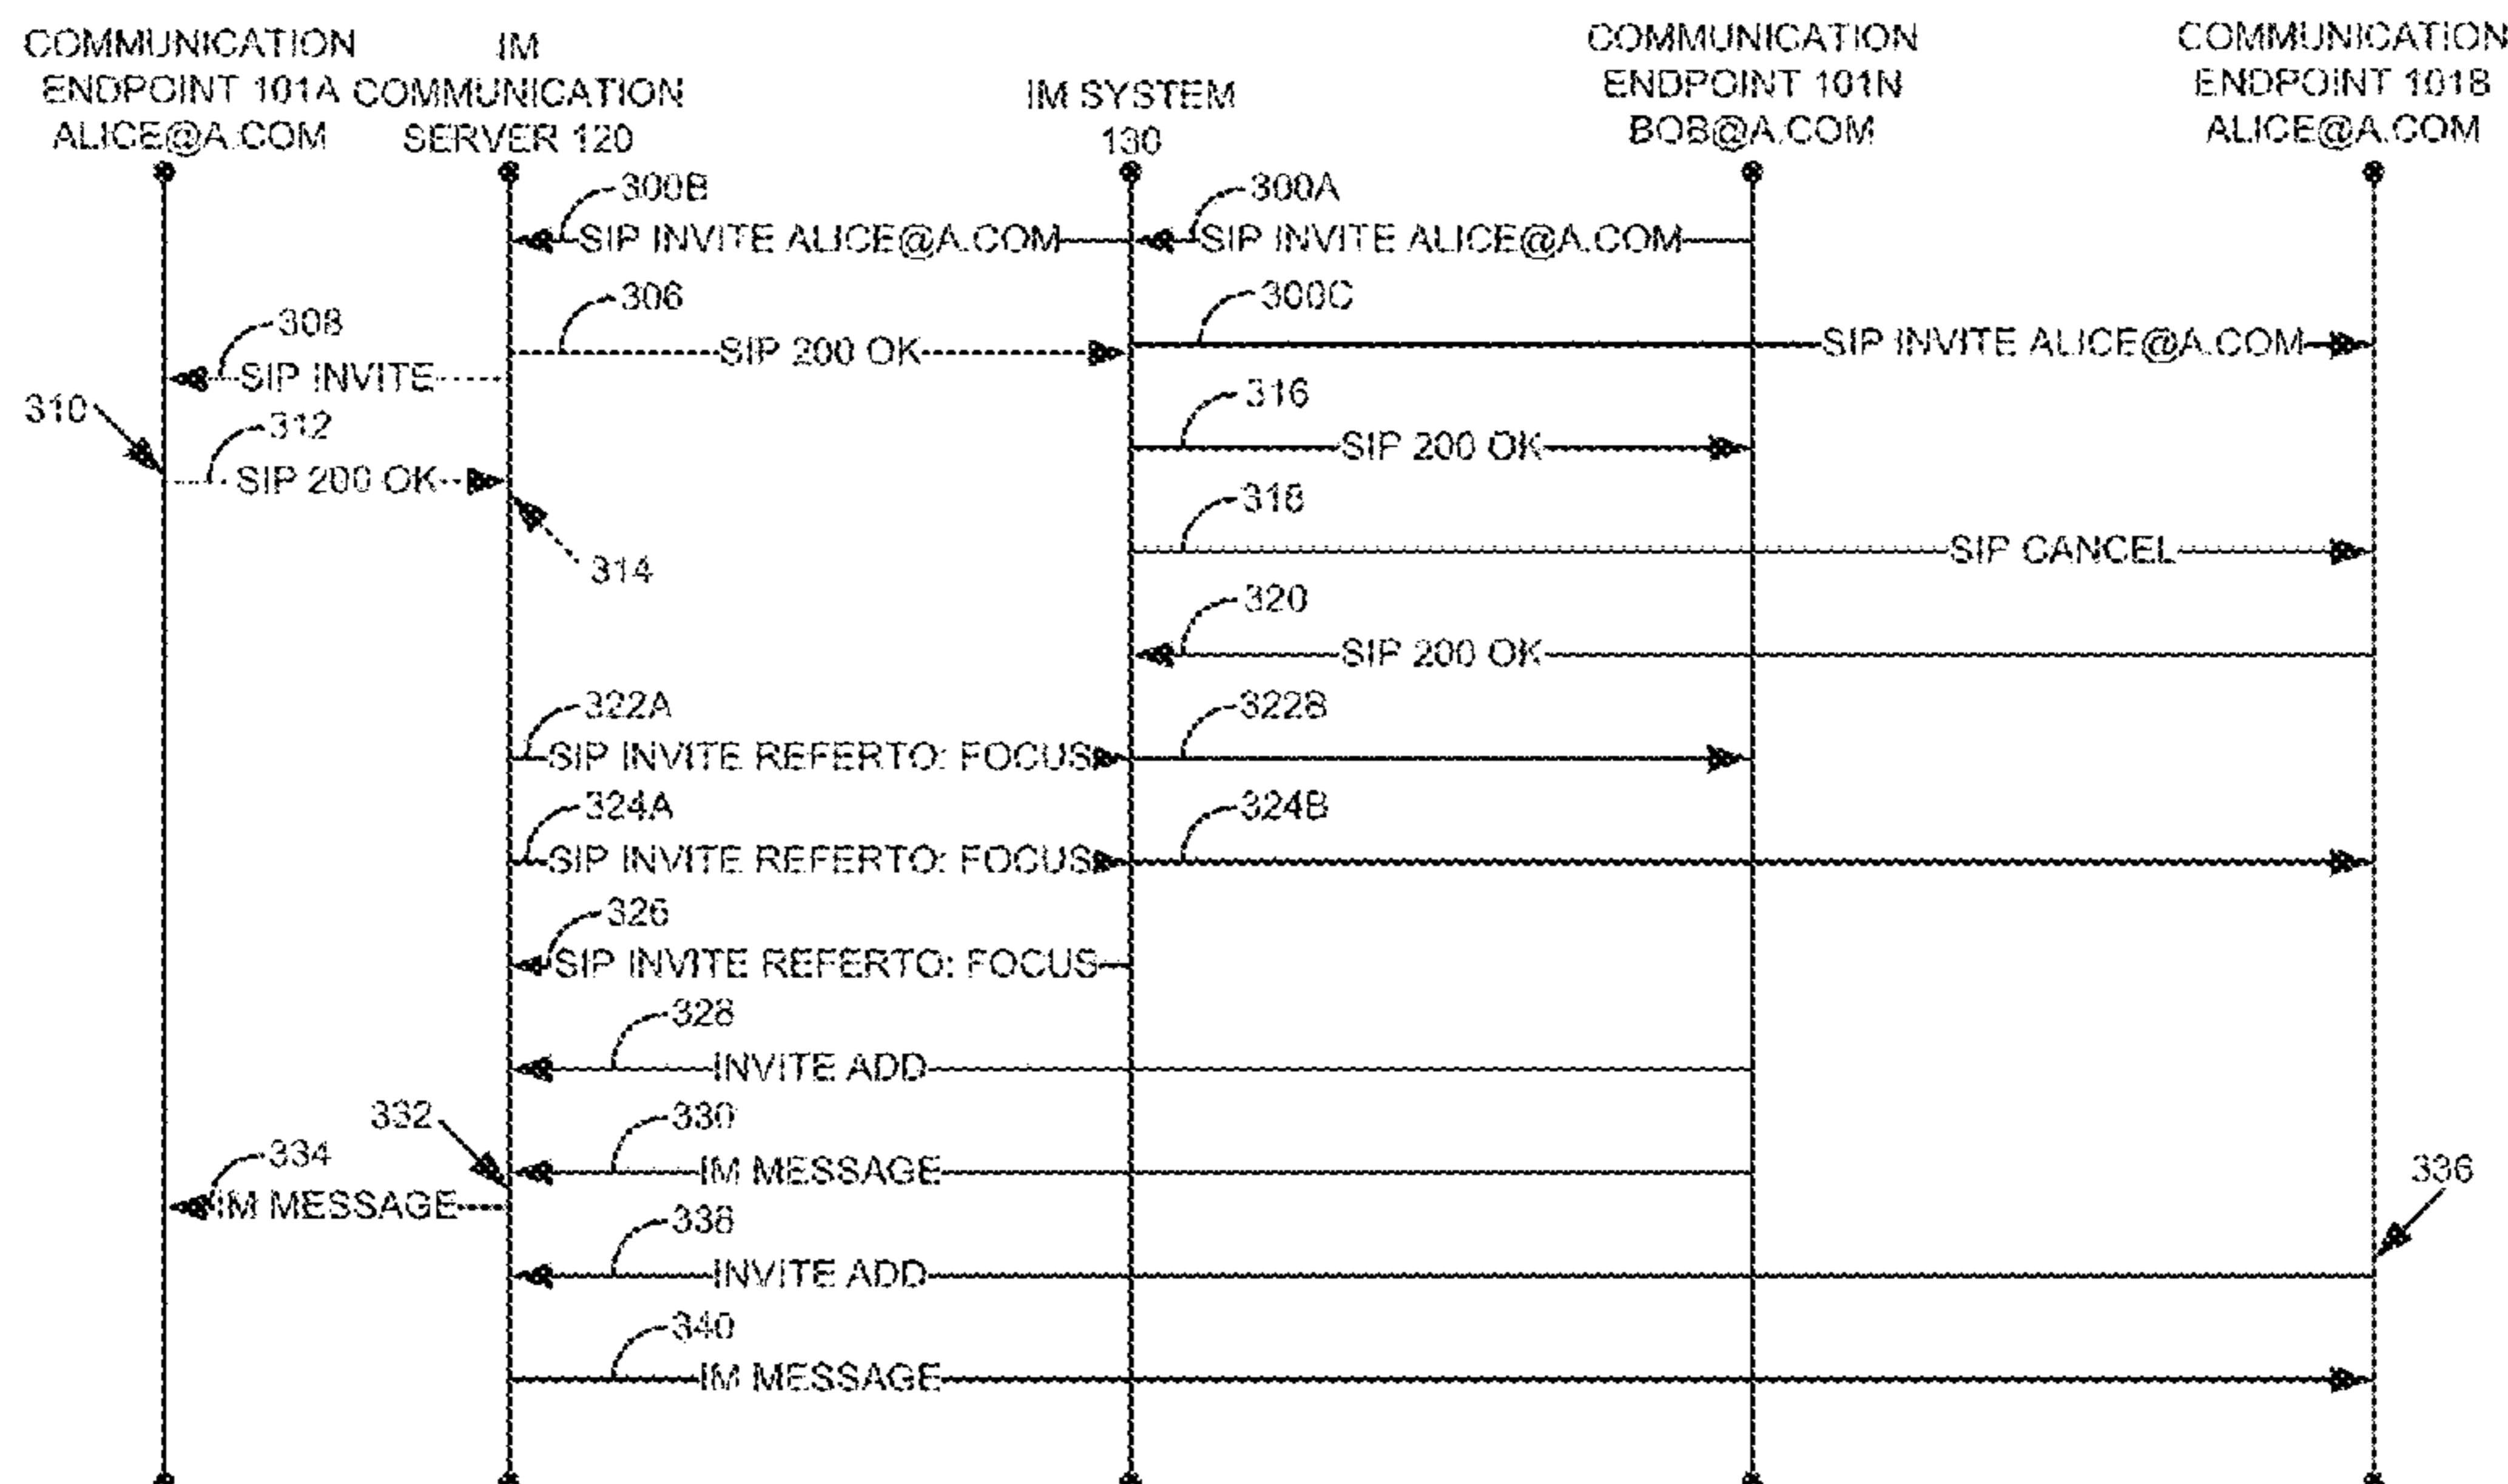 COMMUNICATION
ENDPOINT 101A
ALICE@A.COM
IM
COMMUNICATION
SERVER 120
IM SYSTEM
130
COMMUNICATION
ENDPOINT 101N
BOB@A.COM
COMMUNICATION
ENDPOINT 101B
ALICE@A.COM
300B
300A
SIP INVITE ALICE@A.COM
SIP INVITE ALICE@A.COM
306
300C
308
SIP 200 OK
SIP INVITE ALICE@A.COM
SIP INVITE
310
312
316
SIP 200 OK
SIP 200 OK
314
318
SIP CANCEL
320
SIP 200 OK
322A
322B
SIP INVITE REFERTO: FOCUS
324A
324B
SIP INVITE REFERTO: FOCUS
326
SIP INVITE REFERTO: FOCUS
328
INVITE ADD
332
330
334
IM MESSAGE
336
IM MESSAGE
338
INVITE ADD
340
IM MESSAGE